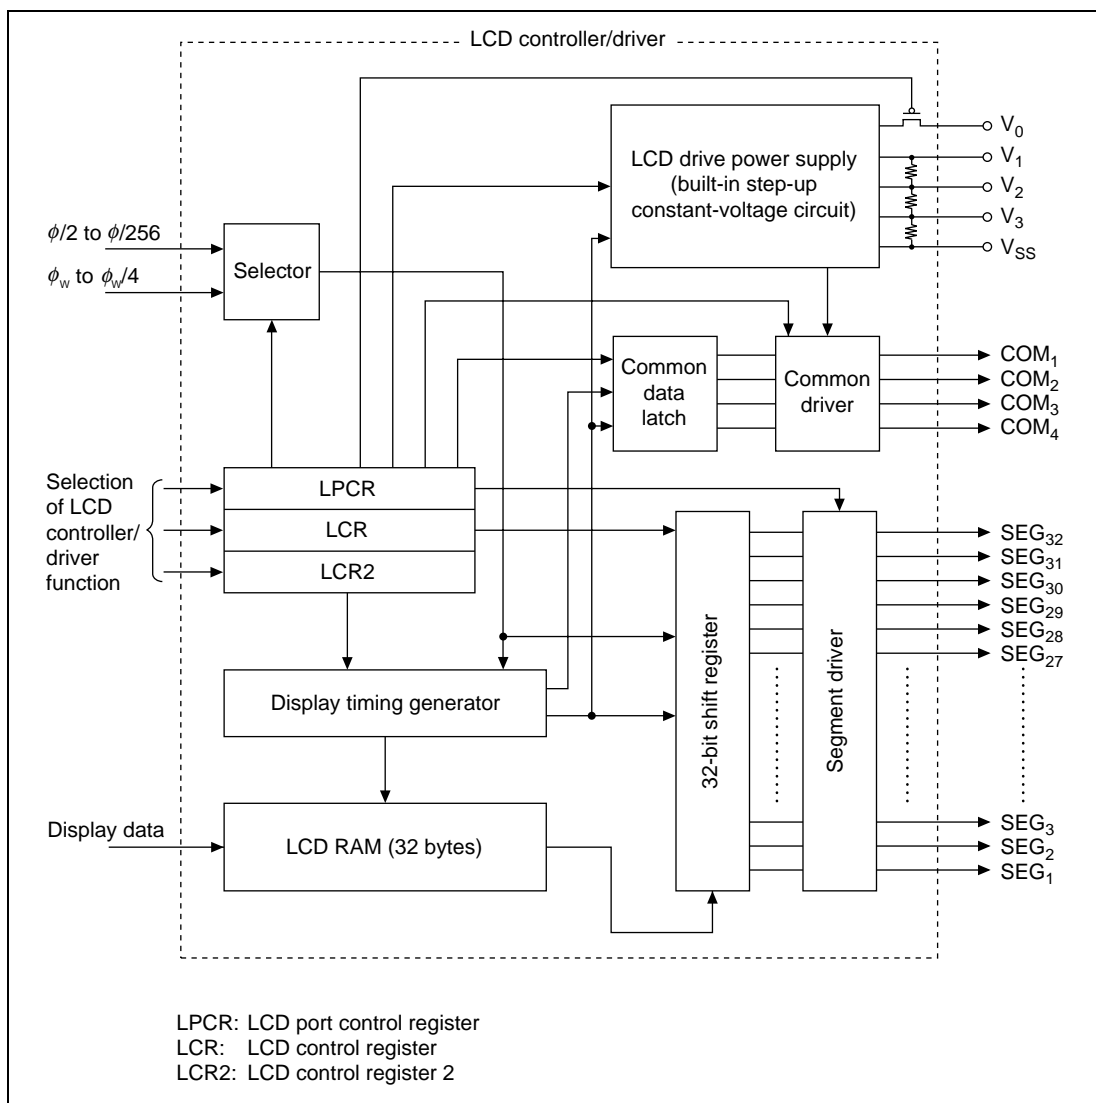 LCD controller/driver
V0
V1
V2
V3
VSS
LCD drive power supply
(built-in step-up
constant-voltage circuit)
ϕ/2 to ϕ/256
ϕw to ϕw/4
Selector
Common
data
latch
Common
driver
COM1
COM2
COM3
COM4
Selection
of LCD
controller/
driver
function
LPCR
LCR
LCR2
32-bit shift register
Segment driver
SEG32
SEG31
SEG30
SEG29
SEG28
SEG27
SEG3
SEG2
SEG1
Display timing generator
Display data
LCD RAM (32 bytes)
LPCR: LCD port control register
LCR: LCD control register
LCR2: LCD control register 2